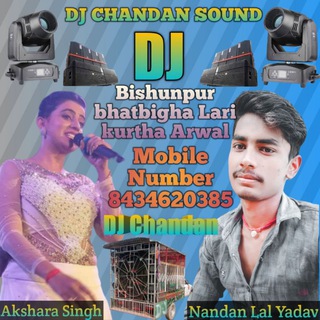 DJ CHANDAN SOUND
DJ
Bishunpur
bhatbigha Lari
kurtha Arwal
Mobile
Number
8434620385
DJ Chandan
Akshara Singh
Nandan Lal Yadav